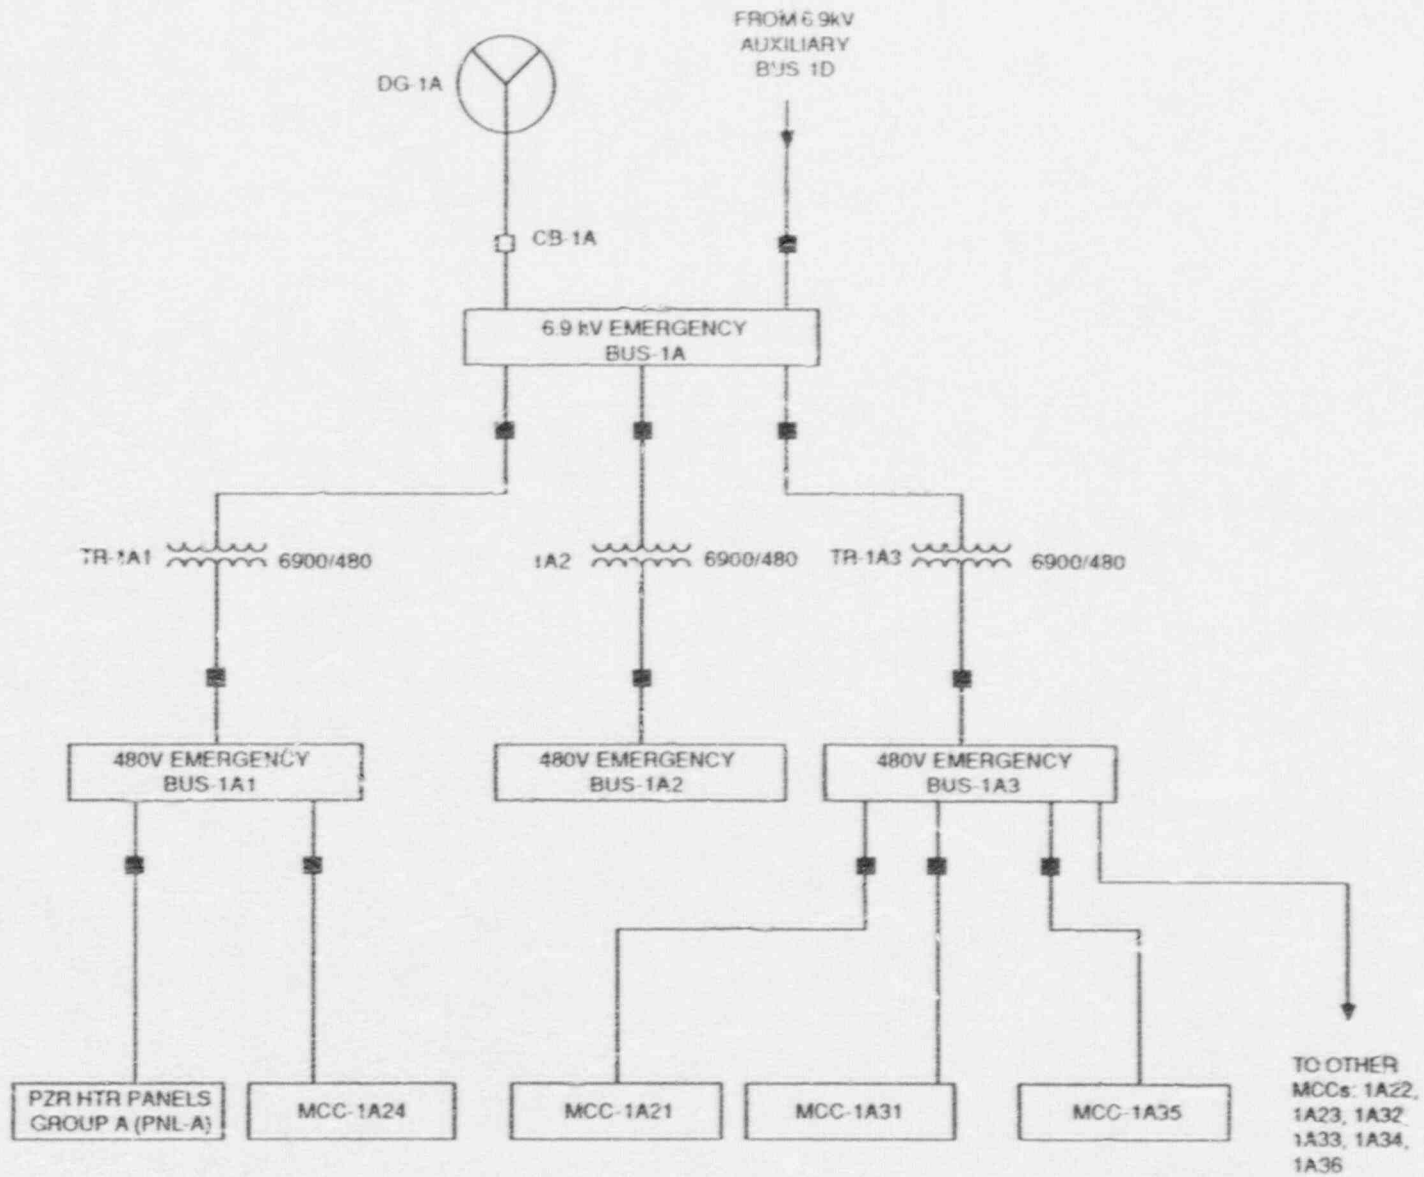 FROM 6.9kV
AUXILIARY
BUS 1D
DG-1A
CB-1A
6.9 kV EMERGENCY
BUS-1A
TR-1A1
6900/480
1A2
6900/480
TR-1A3
6900/480
480V EMERGENCY
BUS-1A1
480V EMERGENCY
BUS-1A2
480V EMERGENCY
BUS-1A3
PZR HTR PANELS
GROUP A (PNL-A)
MCC-1A24
MCC-1A21
MCC-1A31
MCC-1A35
TO OTHER
MCCs: 1A22,
1A23, 1A32
1A33, 1A34,
1A36